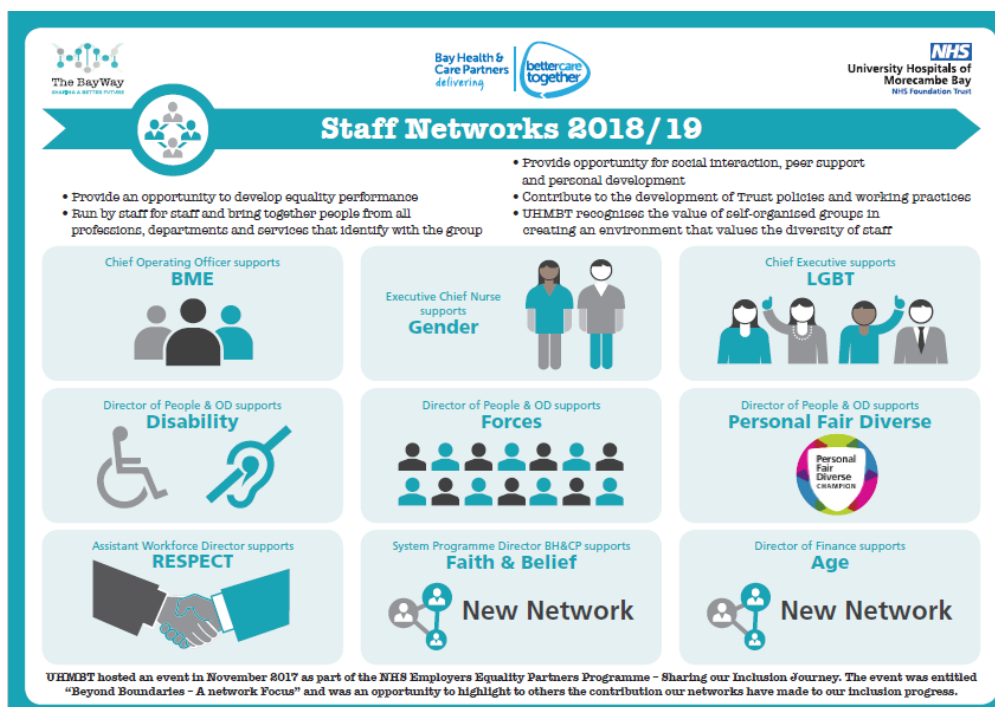 The BayWay
SHARING A BETTER FUTURE
Bay Health &
Care Partners
delivering
bettercare
together
NHS
University Hospitals of
Morecambe Bay
NHS Foundation Trust
Staff Networks 2018/19
• Provide an opportunity to develop equality performance
• Run by staff for staff and bring together people from all
professions, departments and services that identify with the group
• Provide opportunity for social interaction, peer support
and personal development
• Contribute to the development of Trust policies and working practices
• UHMBT recognises the value of self-organised groups in
creating an environment that values the diversity of staff
Chief Operating Officer supports
BME
Executive Chief Nurse
supports
Gender
Chief Executive supports
LGBT
Director of People & OD supports
Disability
Director of People & OD supports
Forces
Director of People & OD supports
Personal Fair Diverse
Personal
Fair
Diverse
CHAMPION
Assistant Workforce Director supports
RESPECT
System Programme Director BH&CP supports
Faith & Belief
New Network
Director of Finance supports
Age
New Network
UHMBT hosted an event in November 2017 as part of the NHS Employers Equality Partners Programme – Sharing our Inclusion Journey. The event was entitled
"Beyond Boundaries – A network Focus" and was an opportunity to highlight to others the contribution our networks have made to our inclusion progress.